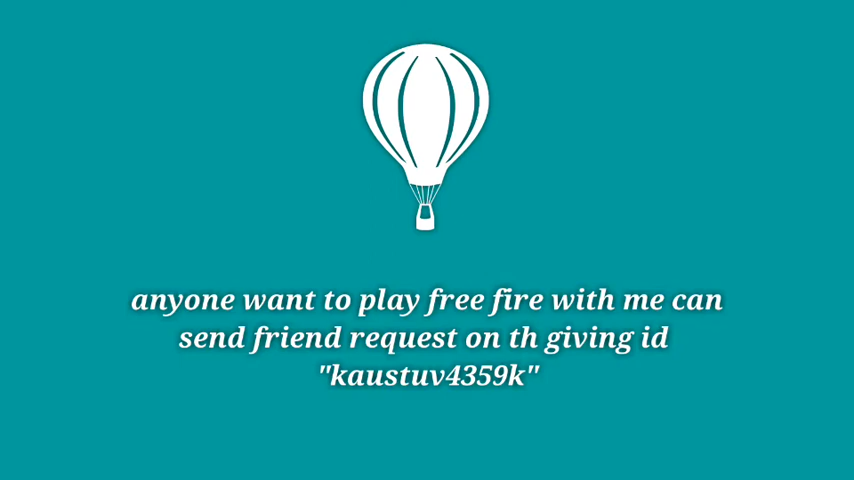 anyone want to play free fire with me can
send friend request on th giving id
"kaustuv4359k"